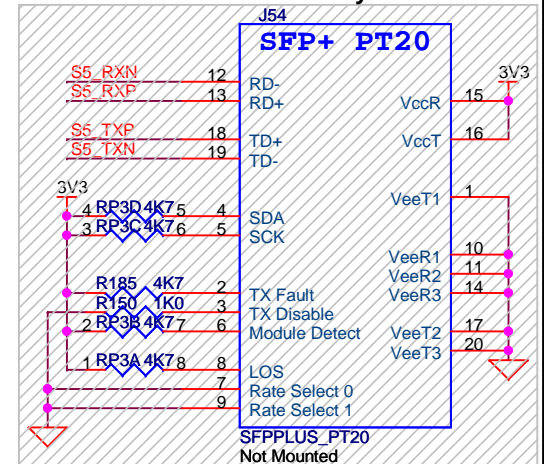 J54
SFP+ PT20
S5_RXN 12 RD-
S5_RXP 13 RD+
S5_TXP 18 TD+
S5_TXN 19 TD-
3V3
4 RP3D 4K7 5 4 SDA
3 RP3C 4K7 6 5 SCK
R185 4K7 2 TX Fault
R150 1K0 3 TX Disable
2 RP3B 4K7 7 6 Module Detect
1 RP3A 4K7 8 8 LOS
7 Rate Select 0
9 Rate Select 1
3V3
VccR 15
VccT 16
VeeT1 1
VeeR1 10
VeeR2 11
VeeR3 14
VeeT2 17
VeeT3 20
SFPPLUS_PT20
Not Mounted